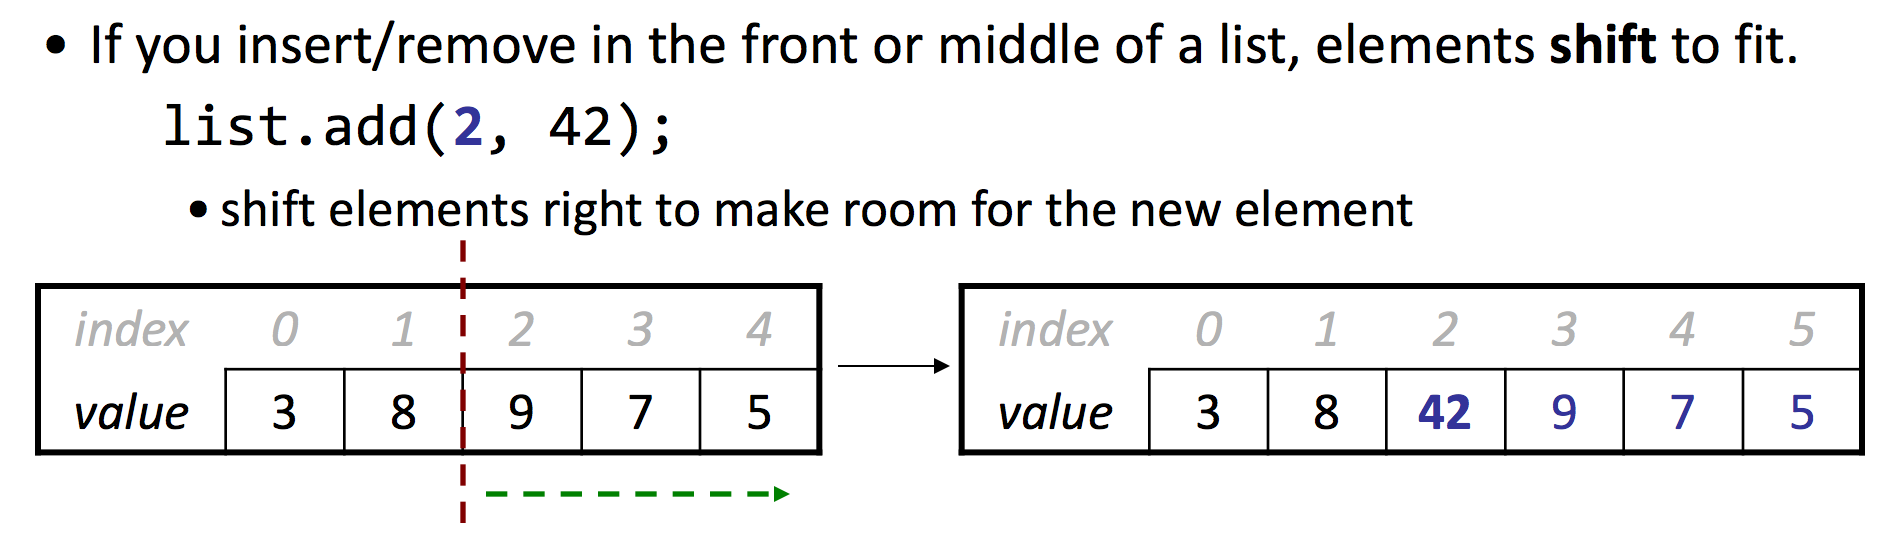 • If you insert/remove in the front or middle of a list, elements shift to fit.
list.add(2, 42);
• shift elements right to make room for the new element
index 0 1 2 3 4
value 3 8 9 7 5
index 0 1 2 3 4 5
value 3 8 42 9 7 5